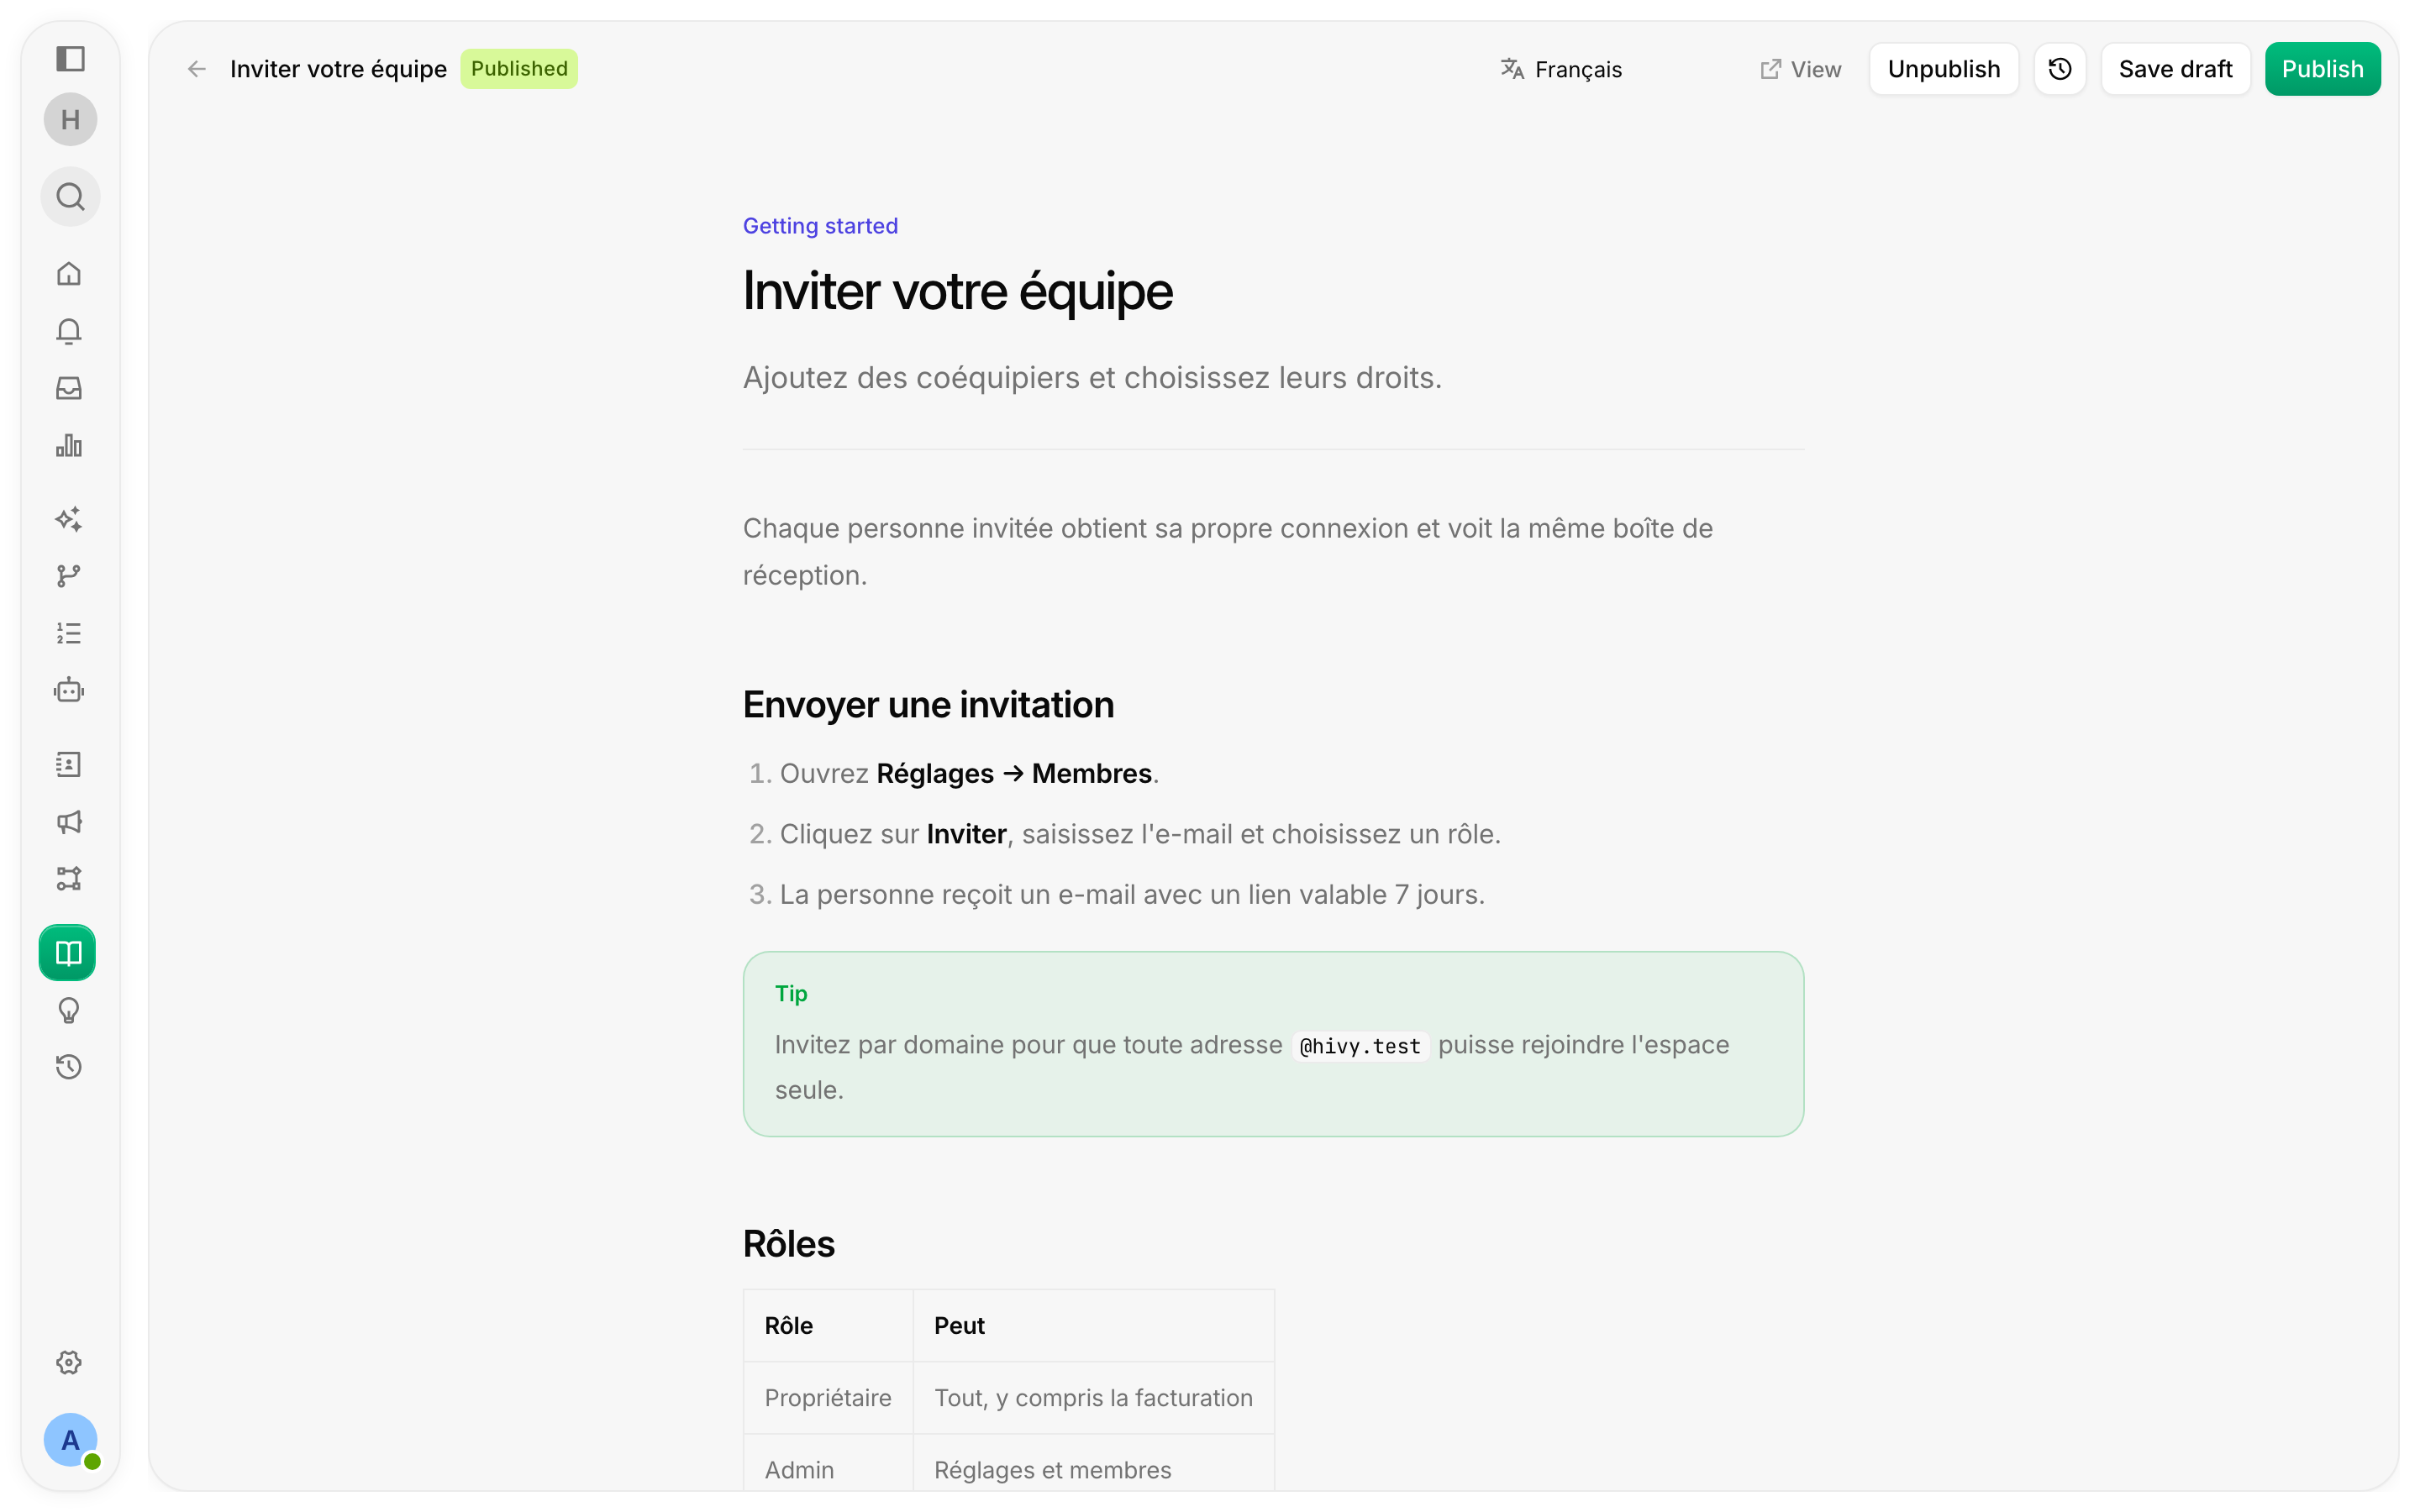 H
Inviter votre équipe
Published
Français
View
Unpublish
Save draft
Publish
Getting started
Inviter votre équipe
Ajoutez des coéquipiers et choisissez leurs droits.
Chaque personne invitée obtient sa propre connexion et voit la même boîte de
réception.
Envoyer une invitation
1. Ouvrez Réglages → Membres.
2. Cliquez sur Inviter, saisissez l'e-mail et choisissez un rôle.
3. La personne reçoit un e-mail avec un lien valable 7 jours.
Tip
Invitez par domaine pour que toute adresse @hivy.test puisse rejoindre l'espace
seule.
Rôles
Rôle Peut
Propriétaire Tout, y compris la facturation
Admin Réglages et membres
A